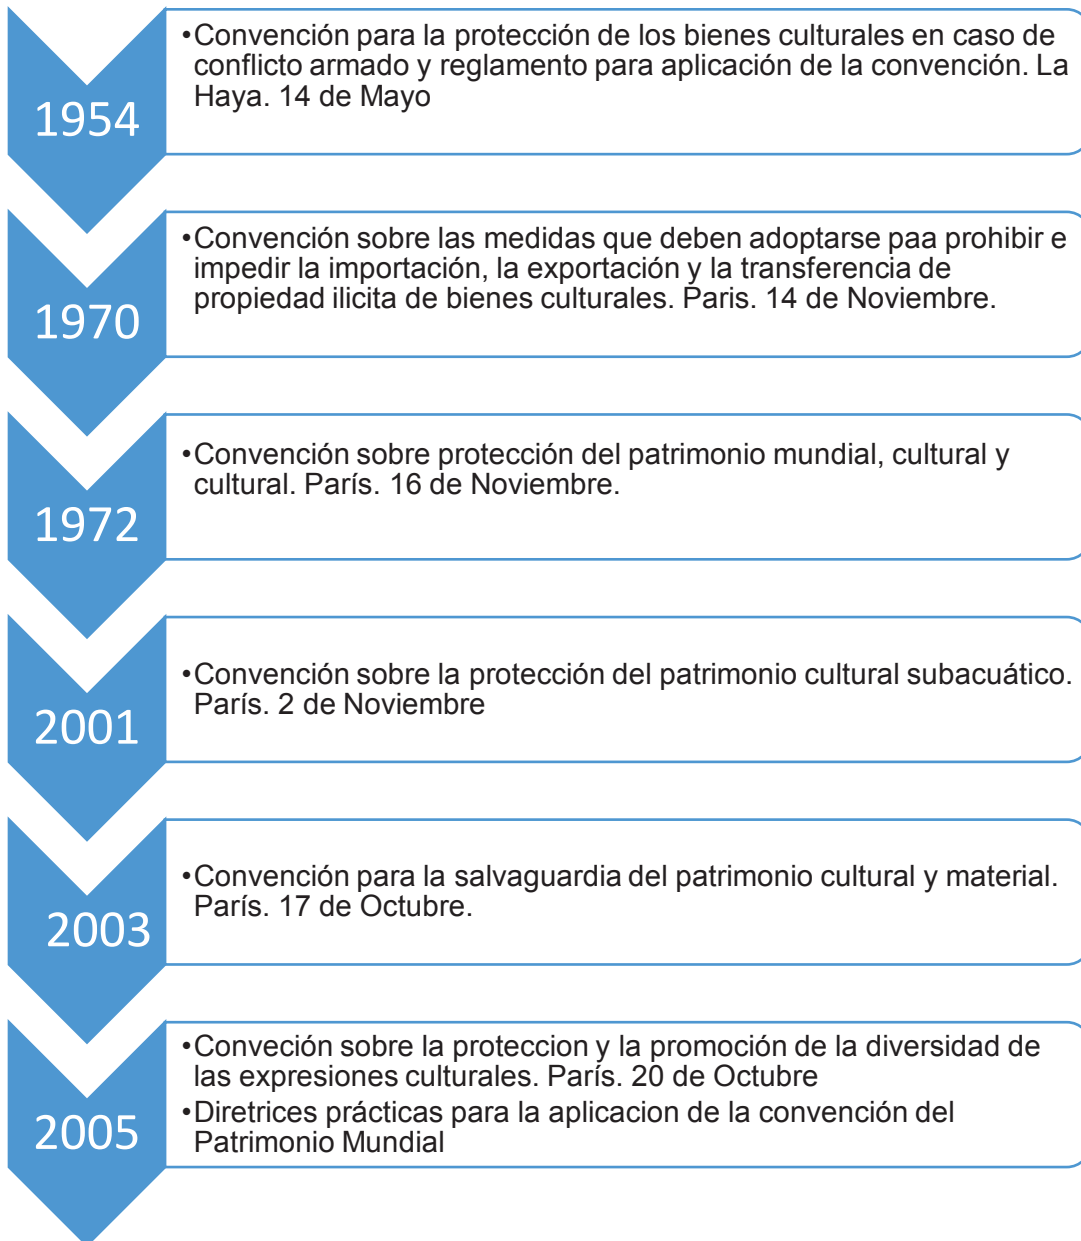 1954
•Convención para la protección de los bienes culturales en caso de
conflicto armado y reglamento para aplicación de la convención. La
Haya. 14 de Mayo
1970
•Convención sobre las medidas que deben adoptarse paa prohibir e
impedir la importación, la exportación y la transferencia de
propiedad ilicita de bienes culturales. Paris. 14 de Noviembre.
1972
•Convención sobre protección del patrimonio mundial, cultural y
cultural. París. 16 de Noviembre.
2001
•Convención sobre la protección del patrimonio cultural subacuático.
París. 2 de Noviembre
2003
•Convención para la salvaguardia del patrimonio cultural y material.
París. 17 de Octubre.
2005
•Conveción sobre la proteccion y la promoción de la diversidad de
las expresiones culturales. París. 20 de Octubre
•Diretrices prácticas para la aplicacion de la convención del
Patrimonio Mundial